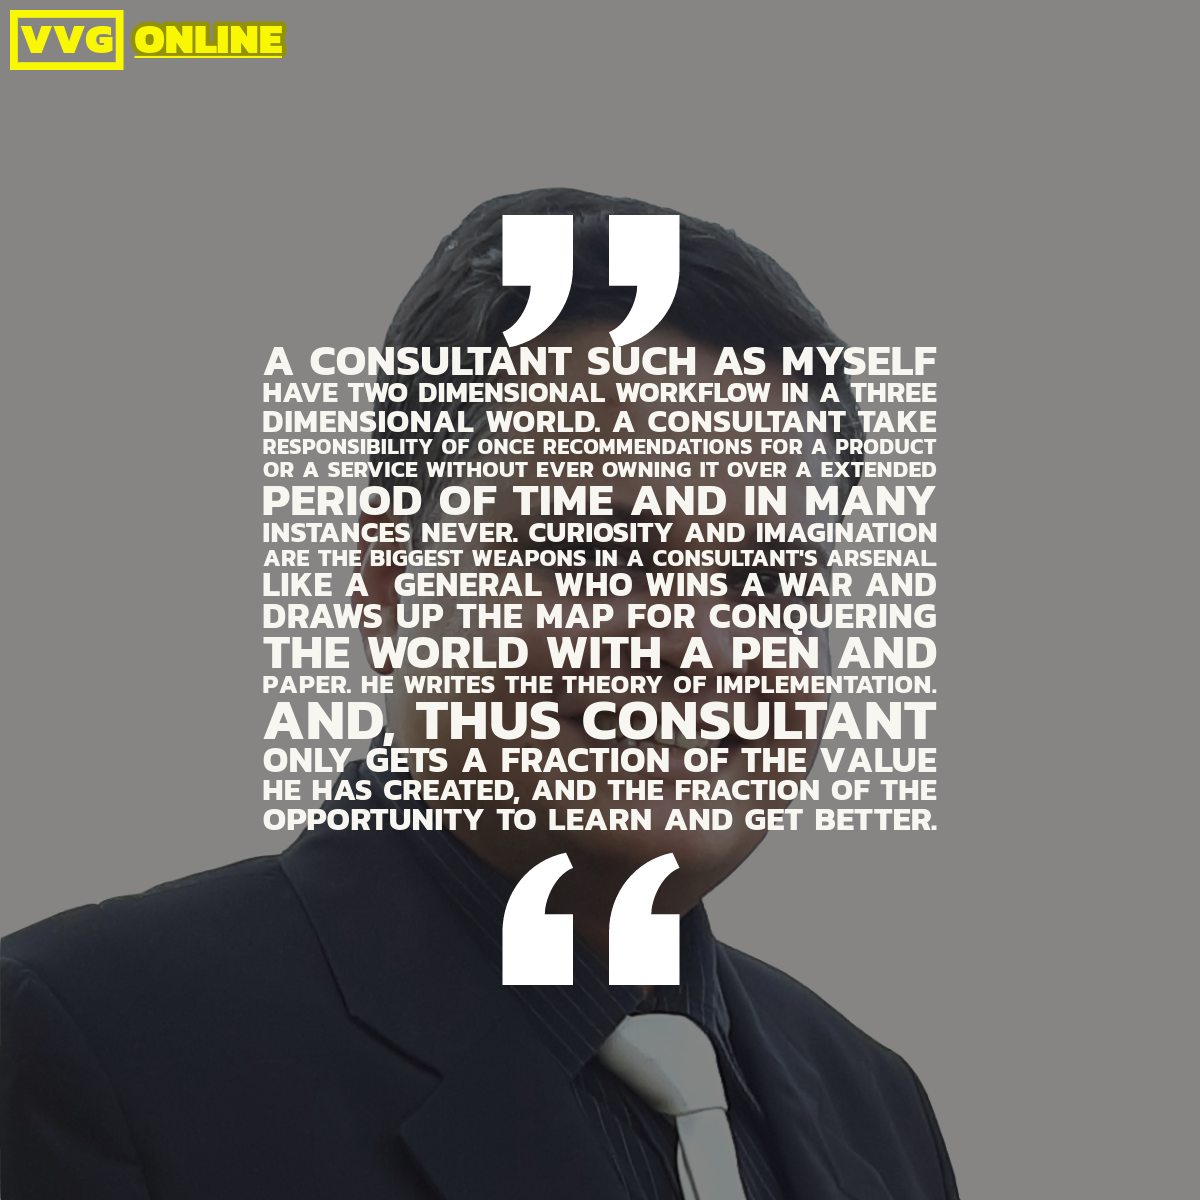 VVG ONLINE
A CONSULTANT SUCH AS MYSELF
HAVE TWO DIMENSIONAL WORKFLOW IN A THREE
DIMENSIONAL WORLD. A CONSULTANT TAKE
RESPONSIBILITY OF ONCE RECOMMENDATIONS FOR A PRODUCT
OR A SERVICE WITHOUT EVER OWNING IT OVER A EXTENDED
PERIOD OF TIME AND IN MANY
INSTANCES NEVER. CURIOSITY AND IMAGINATION
ARE THE BIGGEST WEAPONS IN A CONSULTANT'S ARSENAL.
LIKE A GENERAL WHO WINS A WAR AND
DRAWS UP THE MAP FOR CONQUERING
THE WORLD WITH A PEN AND
PAPER. HE WRITES THE THEORY OF IMPLEMENTATION.
AND, THUS CONSULTANT
ONLY GETS A FRACTION OF THE VALUE
HE HAS CREATED, AND THE FRACTION OF THE
OPPORTUNITY TO LEARN AND GET BETTER.